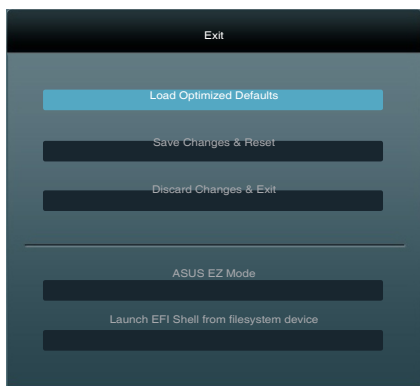 Exit
Load Optimized Defaults
Save Changes & Reset
Discard Changes & Exit
ASUS EZ Mode
Launch EFI Shell from filesystem device